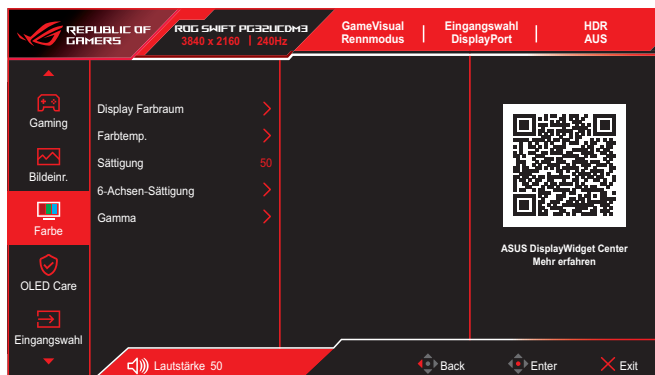 REPUBLIC OF
GAMERS
ROG SWIFT PG32UCDM3
3840 x 2160 | 240Hz
GameVisual
Rennmodus
Eingangswahl
DisplayPort
HDR
AUS
Gaming
Bildeinr.
Farbe
OLED Care
Eingangswahl
Display Farbraum
Farbtemp.
Sättigung 50
6-Achsen-Sättigung
Gamma
ASUS DisplayWidget Center
Mehr erfahren
Lautstärke 50
Back
Enter
Exit